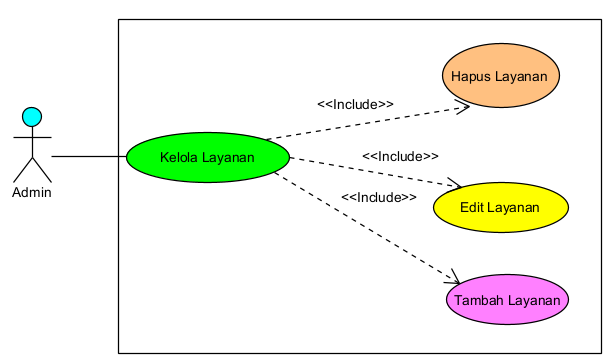 Hapus Layanan
<<Include>>
Kelola Layanan
<<Include>>
Admin
<<Include>>
Edit Layanan
Tambah Layanan